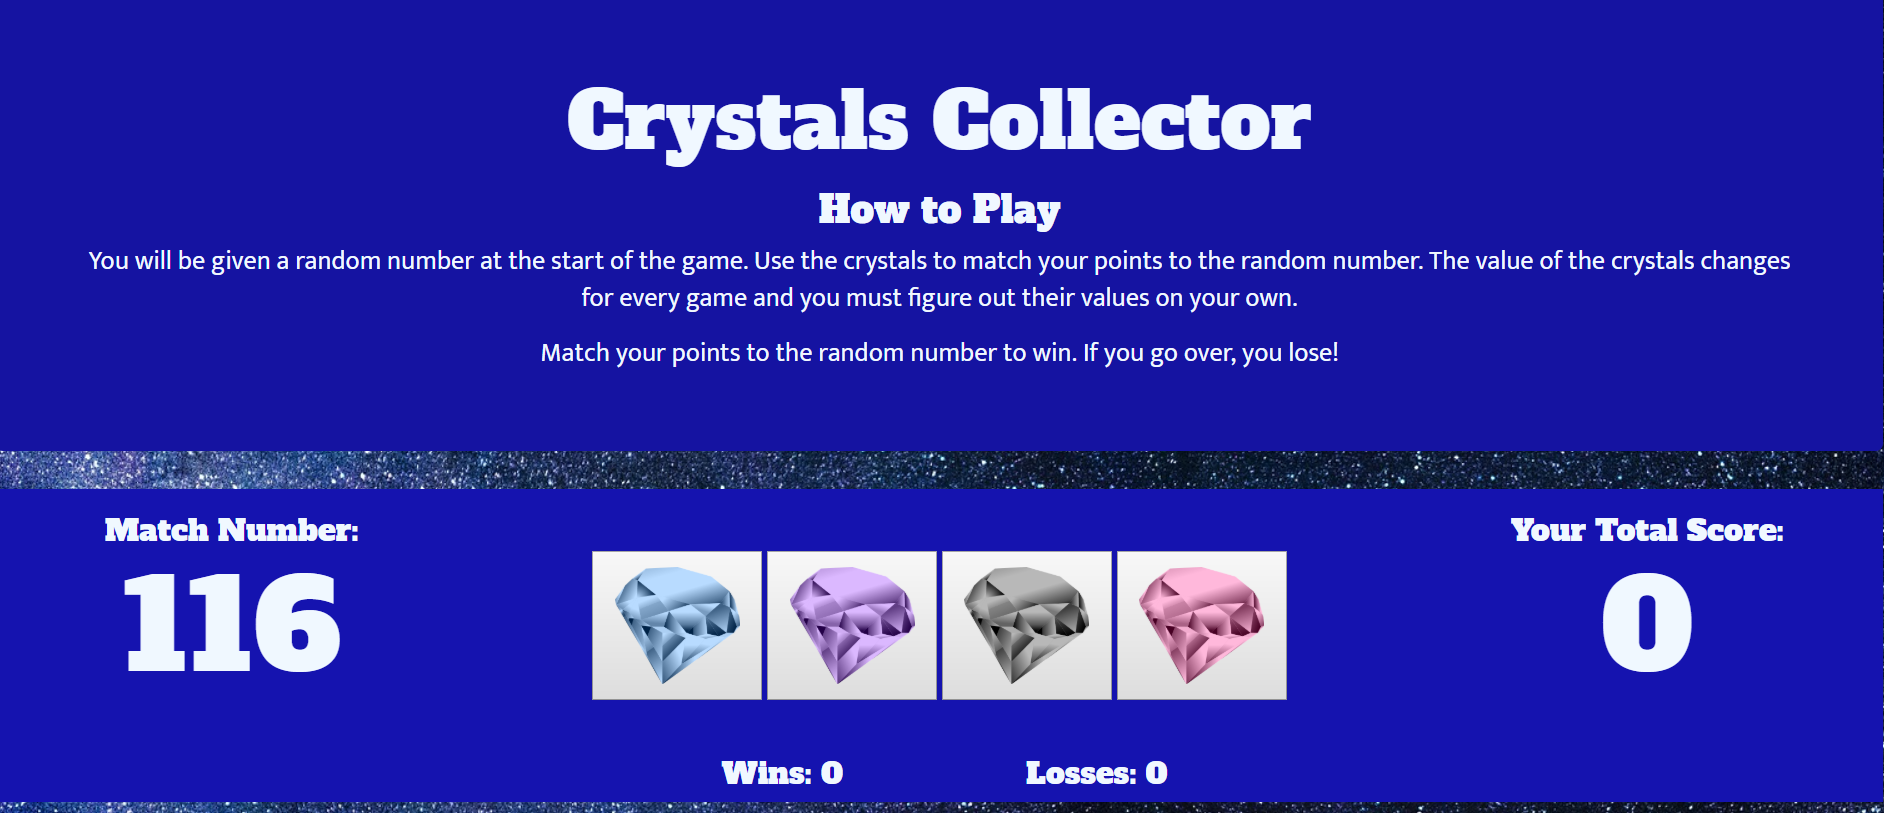 Crystals Collector
How to Play
You will be given a random number at the start of the game. Use the crystals to match your points to the random number. The value of the crystals changes
for every game and you must figure out their values on your own.
Match your points to the random number to win. If you go over, you lose!
Match Number:
116
Your Total Score:
0
Wins: 0
Losses: 0